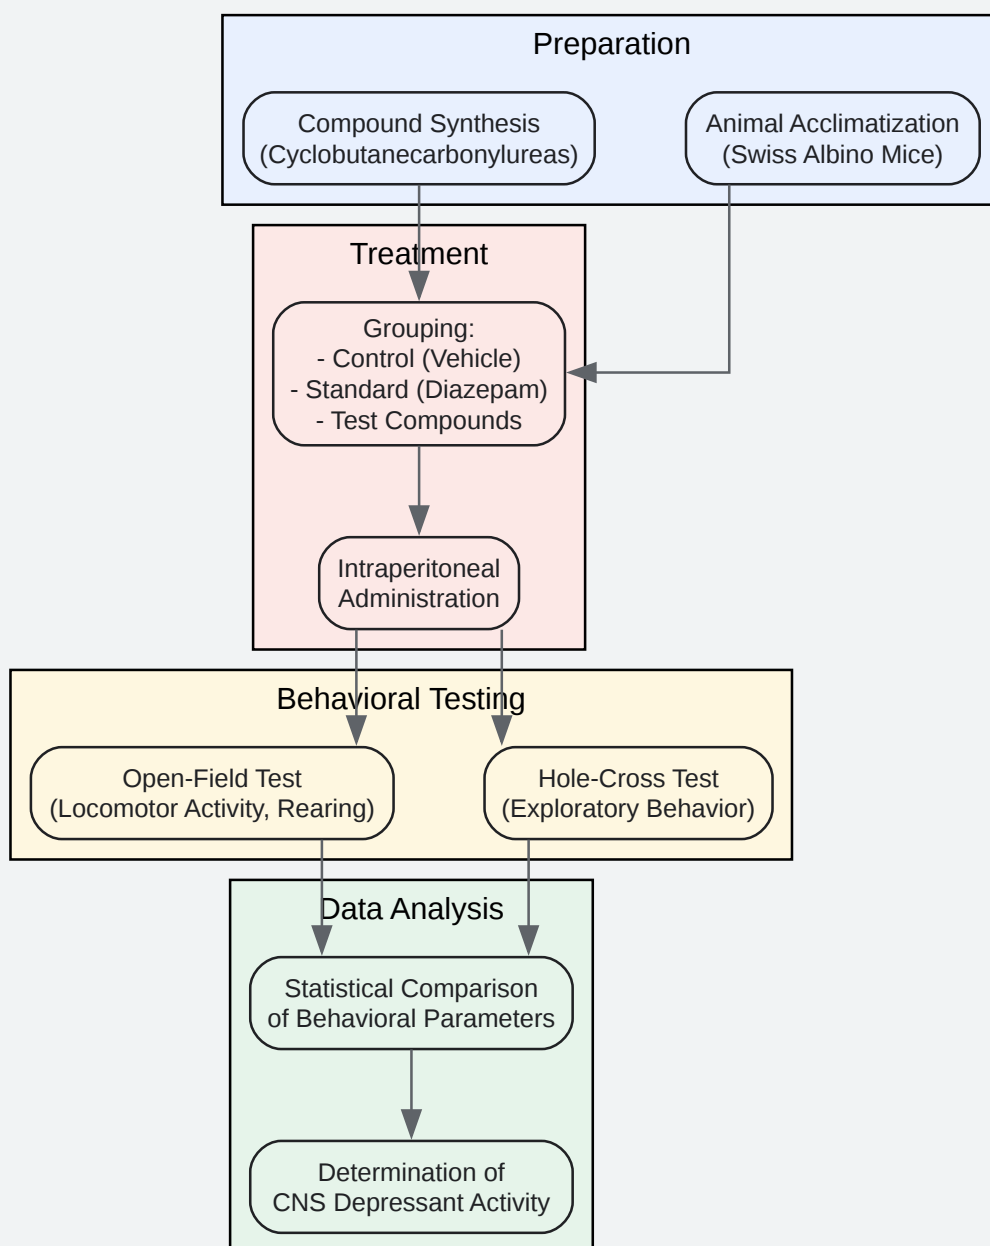 Preparation
Compound Synthesis
(Cyclobutanecarbonylureas)
Animal Acclimatization
(Swiss Albino Mice)
Treatment
Grouping:
- Control (Vehicle)
- Standard (Diazepam)
- Test Compounds
Intraperitoneal
Administration
Behavioral Testing
Open-Field Test
(Locomotor Activity, Rearing)
Hole-Cross Test
(Exploratory Behavior)
Data Analysis
Statistical Comparison
of Behavioral Parameters
Determination of
CNS Depressant Activity